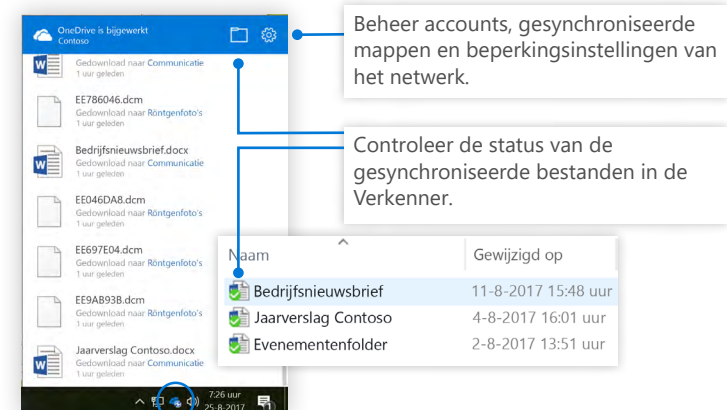 OneDrive is bijgewerkt
Contoso
Gedownload naar Communicatie
1 uur geleden
EE786046.dcm
Gedownload naar Röntgenfoto's
1 uur geleden
Bedrijfsnieuwsbrief.docx
Gedownload naar Communicatie
1 uur geleden
EE046DA8.dcm
Gedownload naar Röntgenfoto's
1 uur geleden
EE697E04.dcm
Gedownload naar Röntgenfoto's
1 uur geleden
EE9AB93B.dcm
Gedownload naar Röntgenfoto's
1 uur geleden
Jaarverslag Contoso.docx
Gedownload naar Communicatie
1 uur geleden
7:26 uur
25-8-2017
Beheer accounts, gesynchroniseerde
mappen en beperkingsinstellingen van
het netwerk.
Controleer de status van de
gesynchroniseerde bestanden in de
Verkenner.
Naam Gewijzigd op
Bedrijfsnieuwsbrief 11-8-2017 15:48 uur
Jaarverslag Contoso 4-8-2017 16:01 uur
Evenementenfolder 2-8-2017 13:51 uur